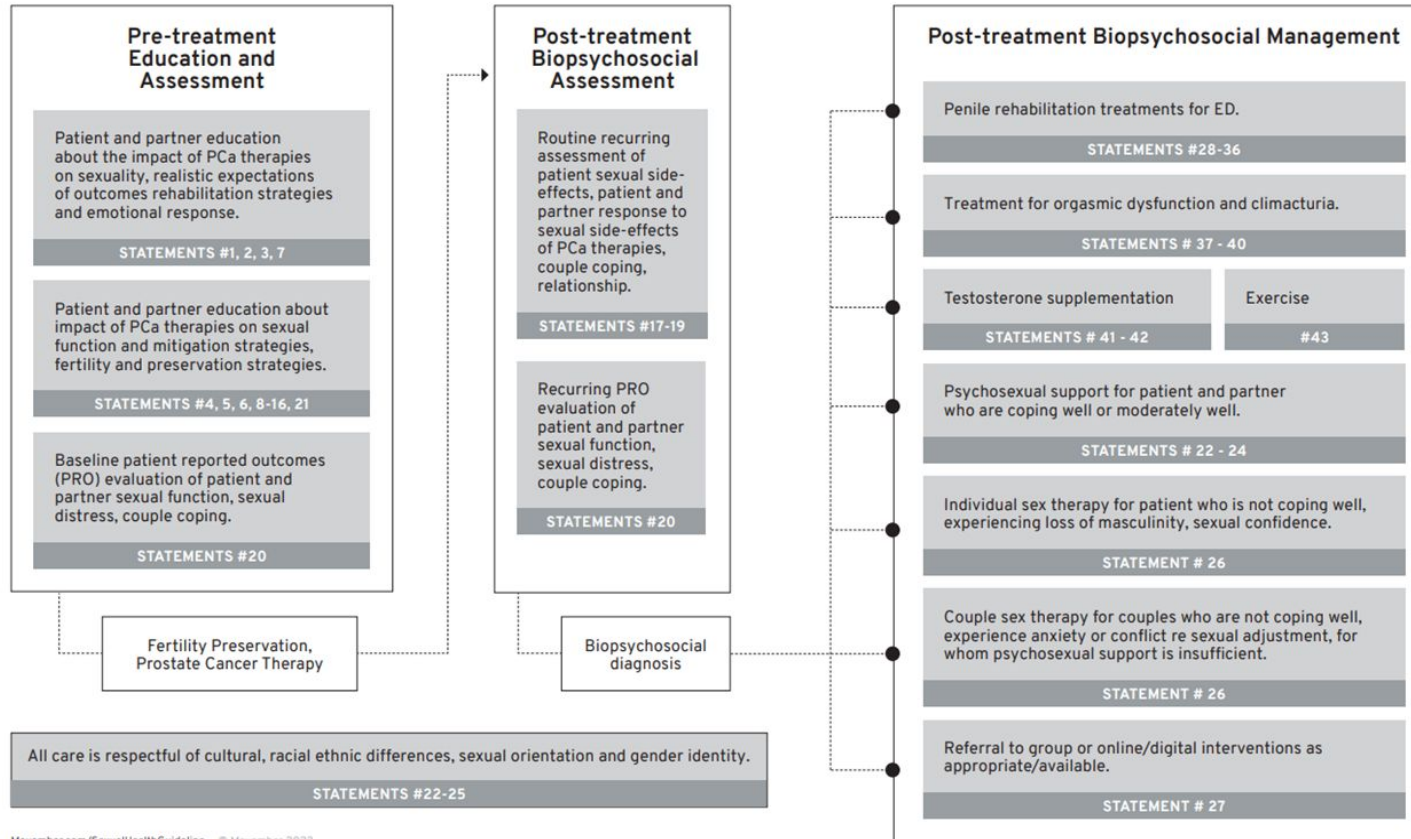 Pre-treatment
Education and
Assessment
Patient and partner education
about the impact of PCa therapies
on sexuality, realistic expectations
of outcomes rehabilitation strategies
and emotional response.
STATEMENTS #1, 2, 3, 7
Patient and partner education about
impact of PCa therapies on sexual
function and mitigation strategies,
fertility and preservation strategies.
STATEMENTS #4, 5, 6, 8-16, 21
Baseline patient reported outcomes
(PRO) evaluation of patient and
partner sexual function, sexual
distress, couple coping.
STATEMENTS #20
Fertility Preservation,
Prostate Cancer Therapy
Post-treatment
Biopsychosocial
Assessment
Routine recurring
assessment of
patient sexual side-
effects, patient and
partner response to
sexual side-effects
of PCa therapies,
couple coping,
relationship.
STATEMENTS #17-19
Recurring PRO
evaluation of
patient and partner
sexual function,
sexual distress,
couple coping.
STATEMENTS #20
Biopsychosocial
diagnosis
Post-treatment Biopsychosocial Management
Penile rehabilitation treatments for ED.
STATEMENTS #28-36
Treatment for orgasmic dysfunction and climacturia.
STATEMENTS # 37 - 40
Testosterone supplementation
STATEMENTS # 41 - 42
Exercise
#43
Psychosexual support for patient and partner
who are coping well or moderately well.
STATEMENTS # 22 - 24
Individual sex therapy for patient who is not coping well,
experiencing loss of masculinity, sexual confidence.
STATEMENT # 26
Couple sex therapy for couples who are not coping well,
experience anxiety or conflict re sexual adjustment, for
whom psychosexual support is insufficient.
STATEMENT # 26
Referral to group or online/digital interventions as
appropriate/available.
STATEMENT # 27
All care is respectful of cultural, racial ethnic differences, sexual orientation and gender identity.
STATEMENTS #22-25